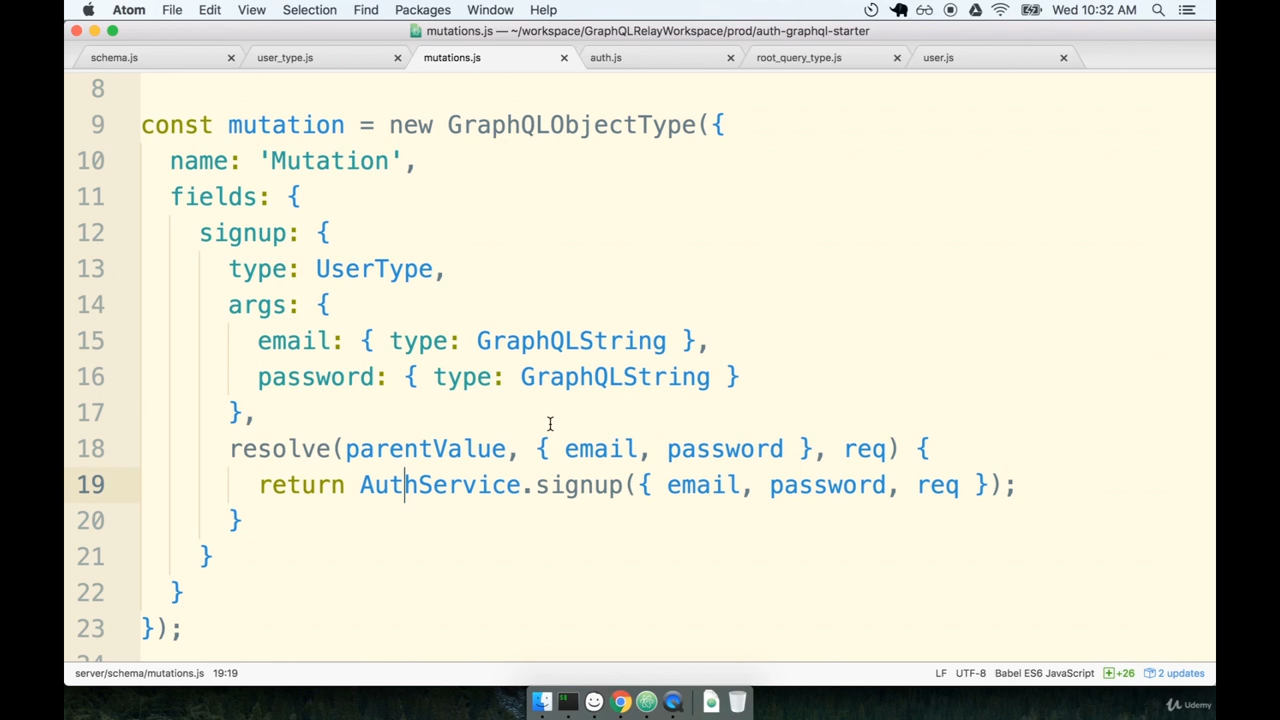 Atom File Edit View Selection Find Packages Window Help Wed 10:32 AM
mutations.js — ~/workspace/GraphQLRelayWorkspace/prod/auth-graphql-starter
schema.js user_type.js mutations.js auth.js root_query_type.js user.js
8
9 const mutation = new GraphQLObjectType({
10 name: 'Mutation',
11 fields: {
12 signup: {
13 type: UserType,
14 args: {
15 email: { type: GraphQLString },
16 password: { type: GraphQLString }
17 },
18 resolve(parentValue, { email, password }, req) {
19 return AuthService.signup({ email, password, req });
20 }
21 }
22 }
23 });
server/schema/mutations.js 19:19 LF UTF-8 Babel ES6 JavaScript +26 2 updates
Udemy